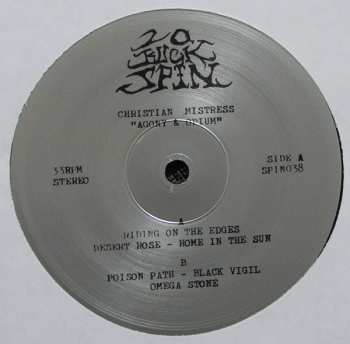 20
BUCK
SPIN
CHRISTIAN MISTRESS
"AGONY & OPIUM"
33RPM
STEREO
SIDE A
SPIN038
A
RIDING ON THE EDGES
DESERT ROSE - HOME IN THE SUN
B
POISON PATH - BLACK VIGIL
OMEGA STONE